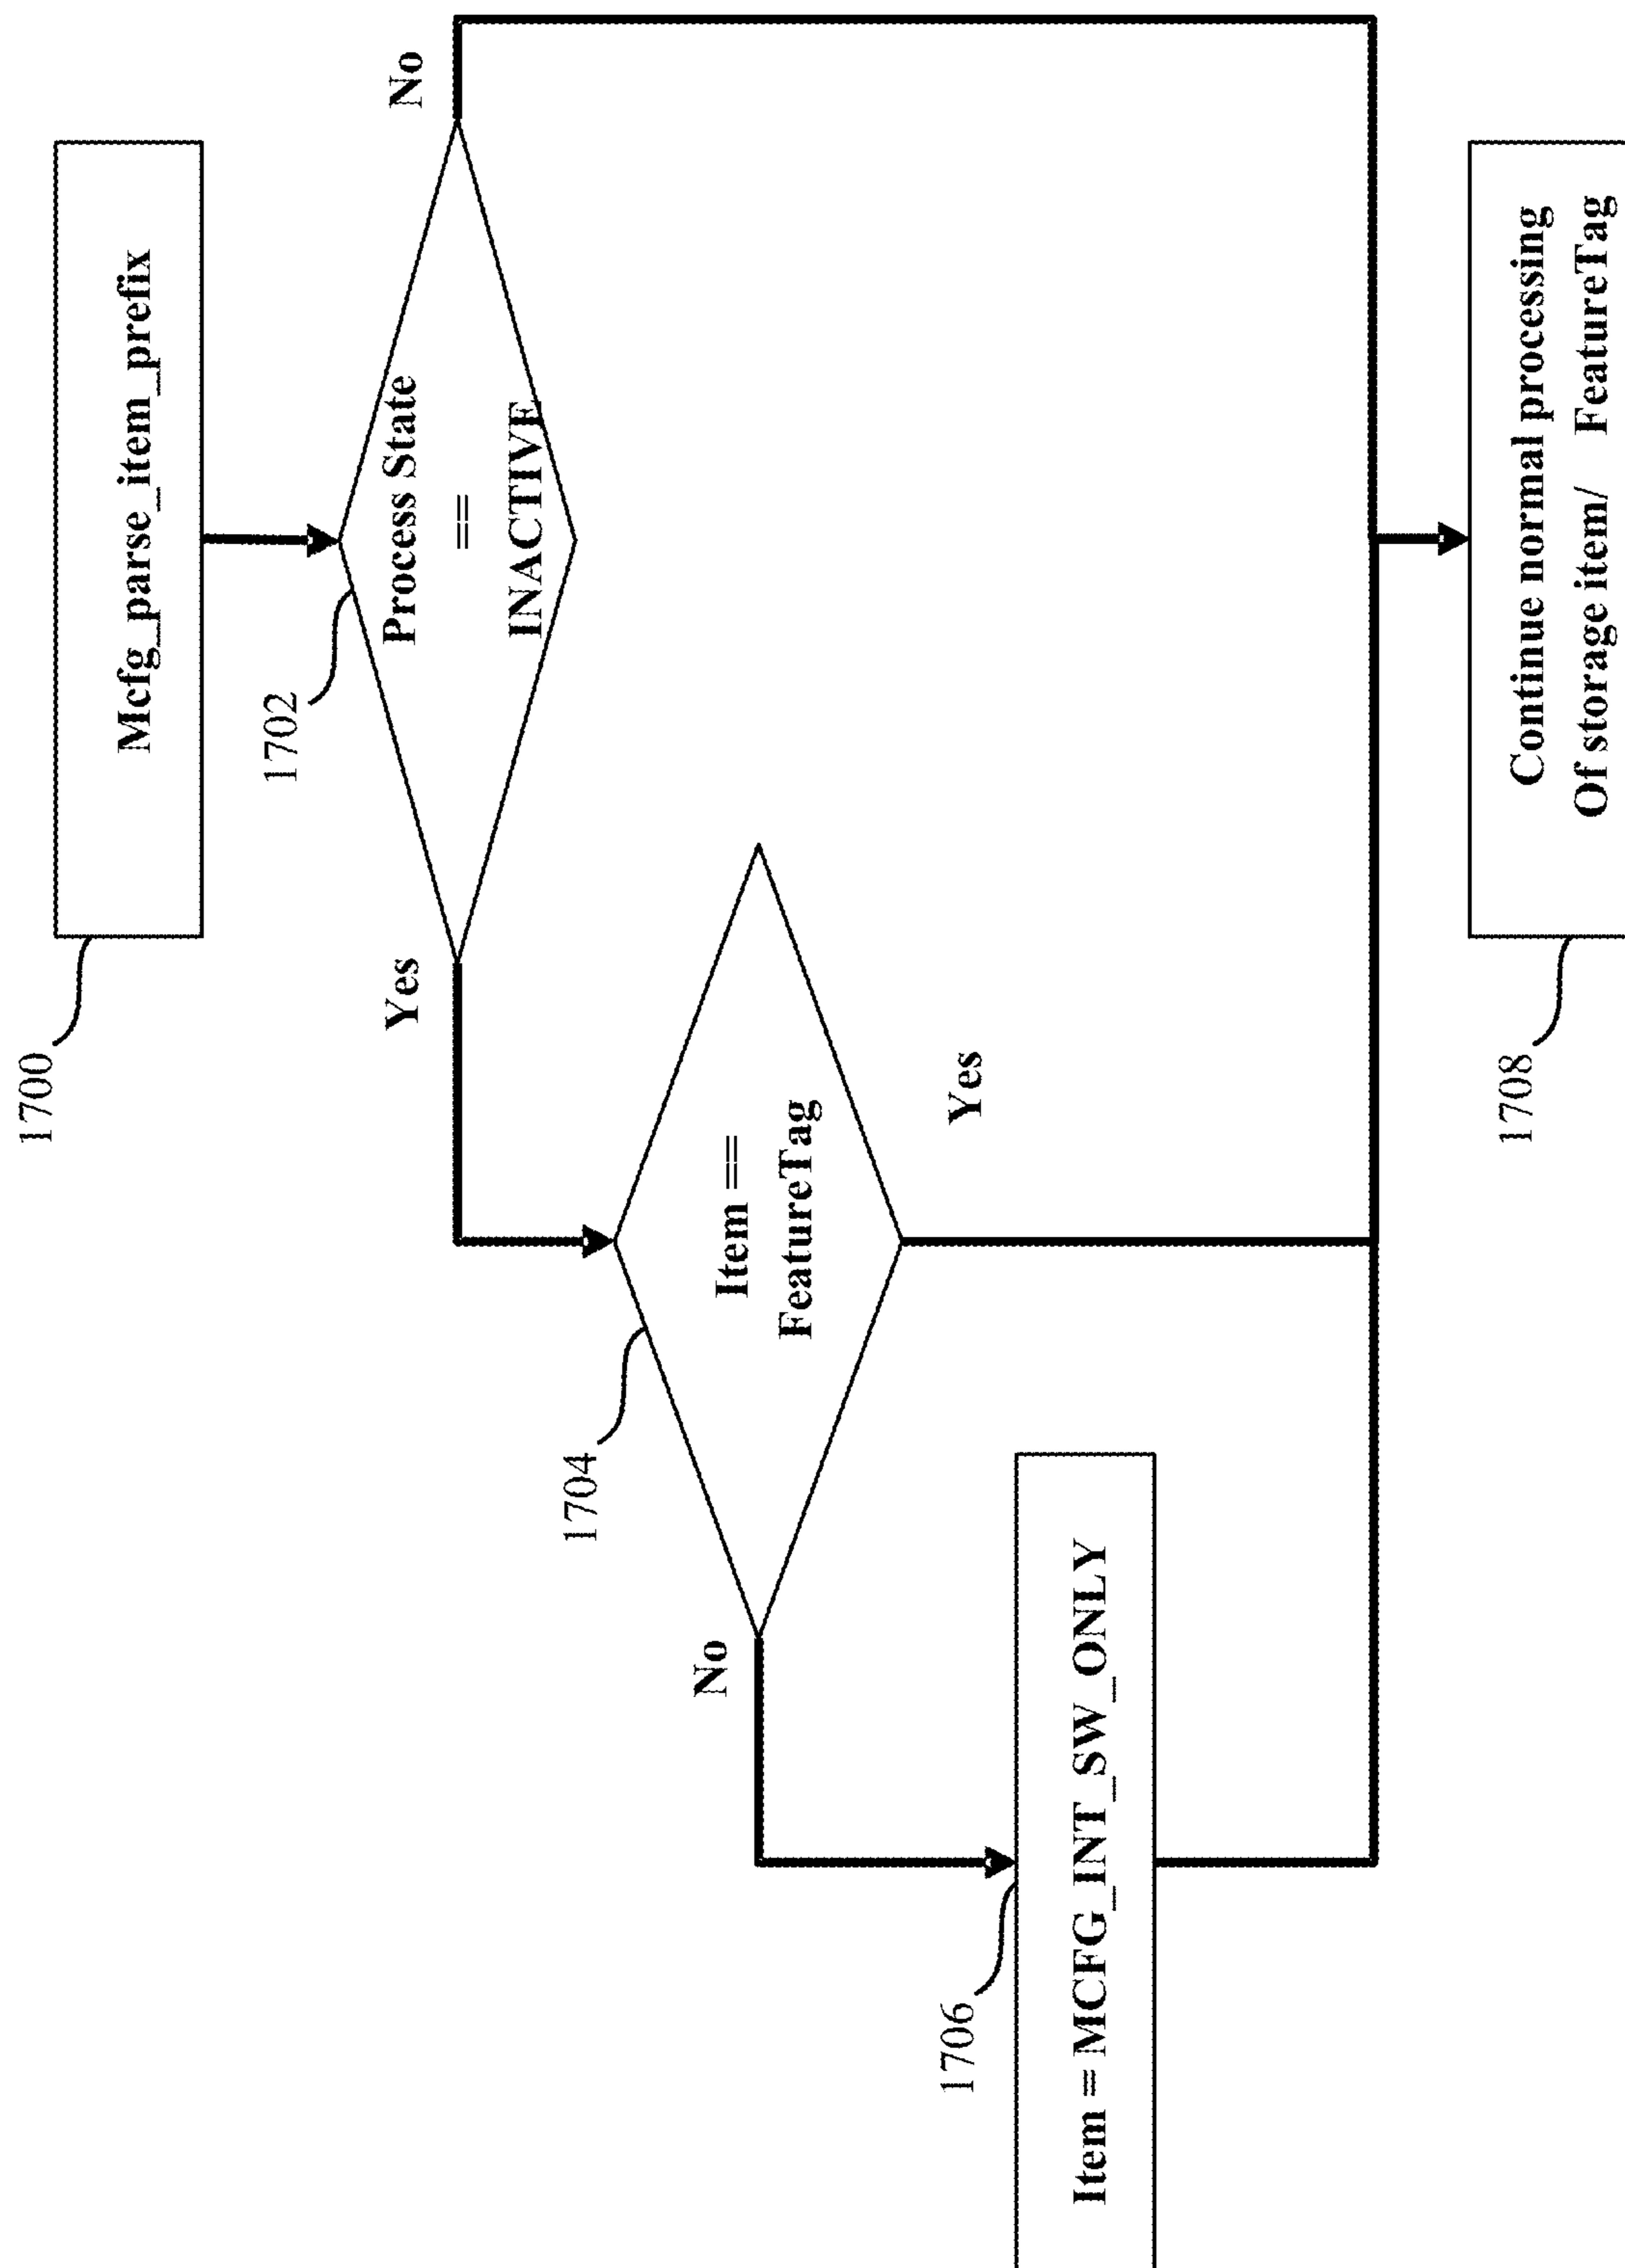 1700
Mcfg_parse_item_prefix
1702
Process State
==
INACTIVE
Yes
No
1704
Item ==
FeatureTag
No
Yes
1706
Item = MCFG_INT_SW_ONLY
1708
Continue normal processing
Of storage item/ FeatureTag